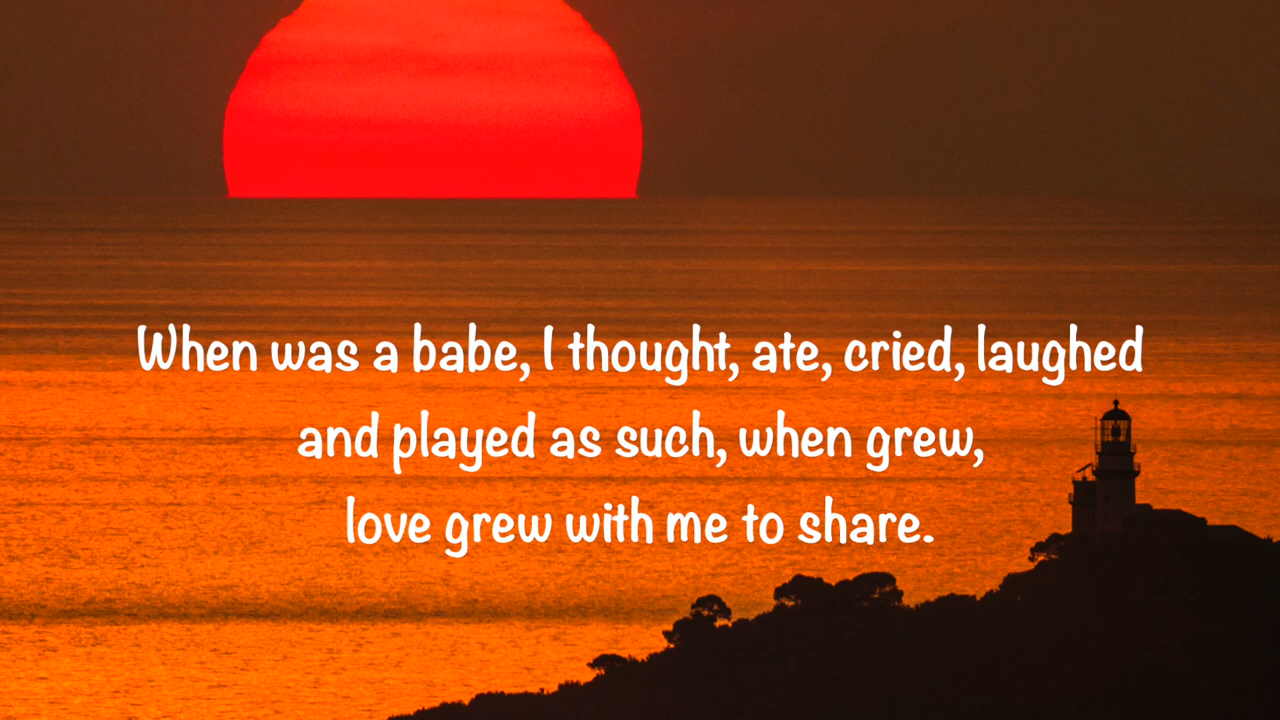 When was a babe, I thought, ate, cried, laughed
and played as such, when grew,
love grew with me to share.